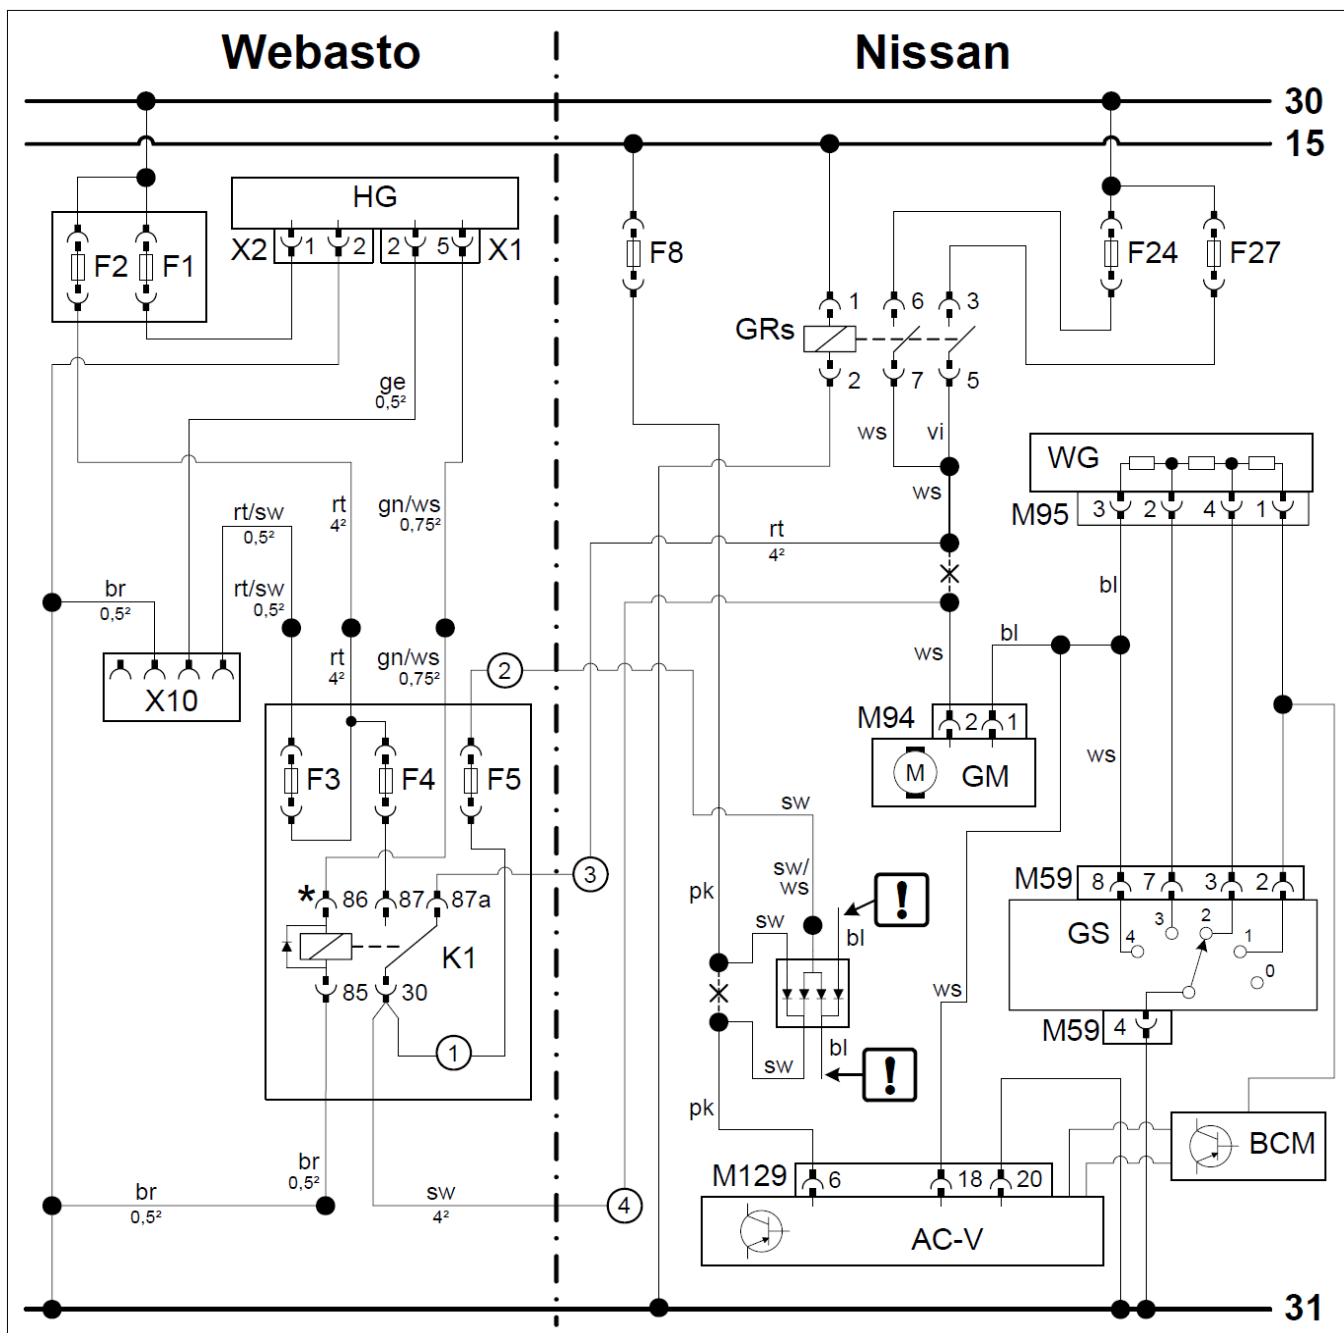 Webasto Nissan
30
15
HG
X2 1 2 2 5 X1
F2 F1 F8 F24 F27
1 6 3
GRs
2 7 5
ge
0,5²
ws vi
WG
ws
M95 3 2 4 1
rt
4²
gn/ws
0,75²
rt/sw
0,5²
rt
4²
rt/sw
0,5²
br
0,5²
bl
bl
ws
rt
4²
gn/ws
0,75²
2
X10
M94 2 1
ws
M GM
F3 F4 F5
sw
sw/
ws
3
pk
!
M59 8 7 3 2
* 86 87 87a
sw
bl
GS 4 3 2 1 0
K1
85 30
ws
1
M59 4
bl
sw
!
pk
BCM
br
0,5²
br
0,5²
sw
4²
4
M129 6 18 20
AC-V
31